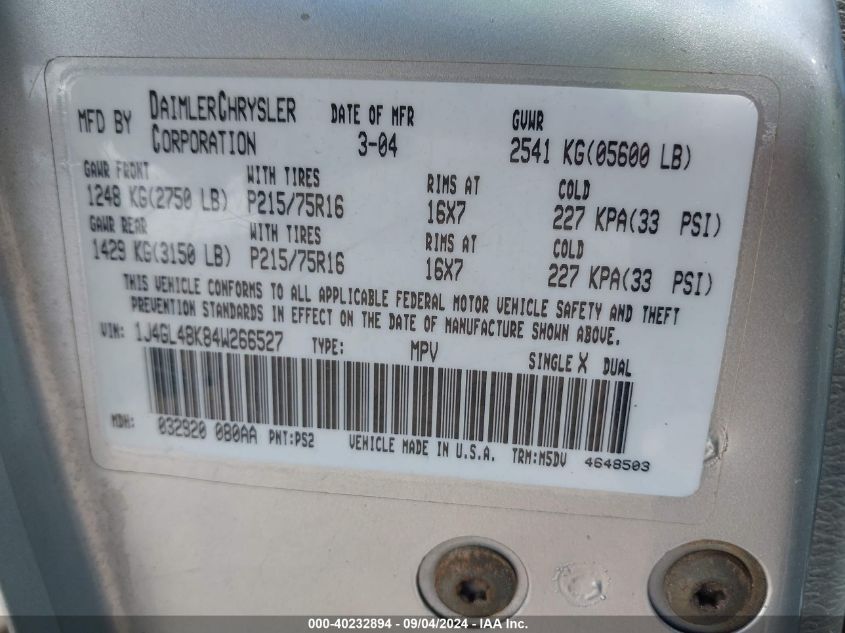 MFD BY DAIMLERCHRYSLER CORPORATION DATE OF MFR 3-04 GVWR 2541 KG(05600 LB)
GAWR FRONT WITH TIRES RIMS AT COLD
1248 KG(2750 LB) P215/75R16 16X7 227 KPA(33 PSI)
GAWR REAR WITH TIRES RIMS AT COLD
1429 KG(3150 LB) P215/75R16 16X7 227 KPA(33 PSI)
THIS VEHICLE CONFORMS TO ALL APPLICABLE FEDERAL MOTOR VEHICLE SAFETY AND THEFT
PREVENTION STANDARDS IN EFFECT ON THE DATE OF MANUFACTURE SHOWN ABOVE.
VIN: 1J4GL48K84W266527 TYPE: MPV SINGLE X DUAL
MDH: 032920 080AA PNT:PS2 VEHICLE MADE IN U.S.A. TRM:M5DV 4648503
000-40232894 - 09/04/2024 - IAA Inc.